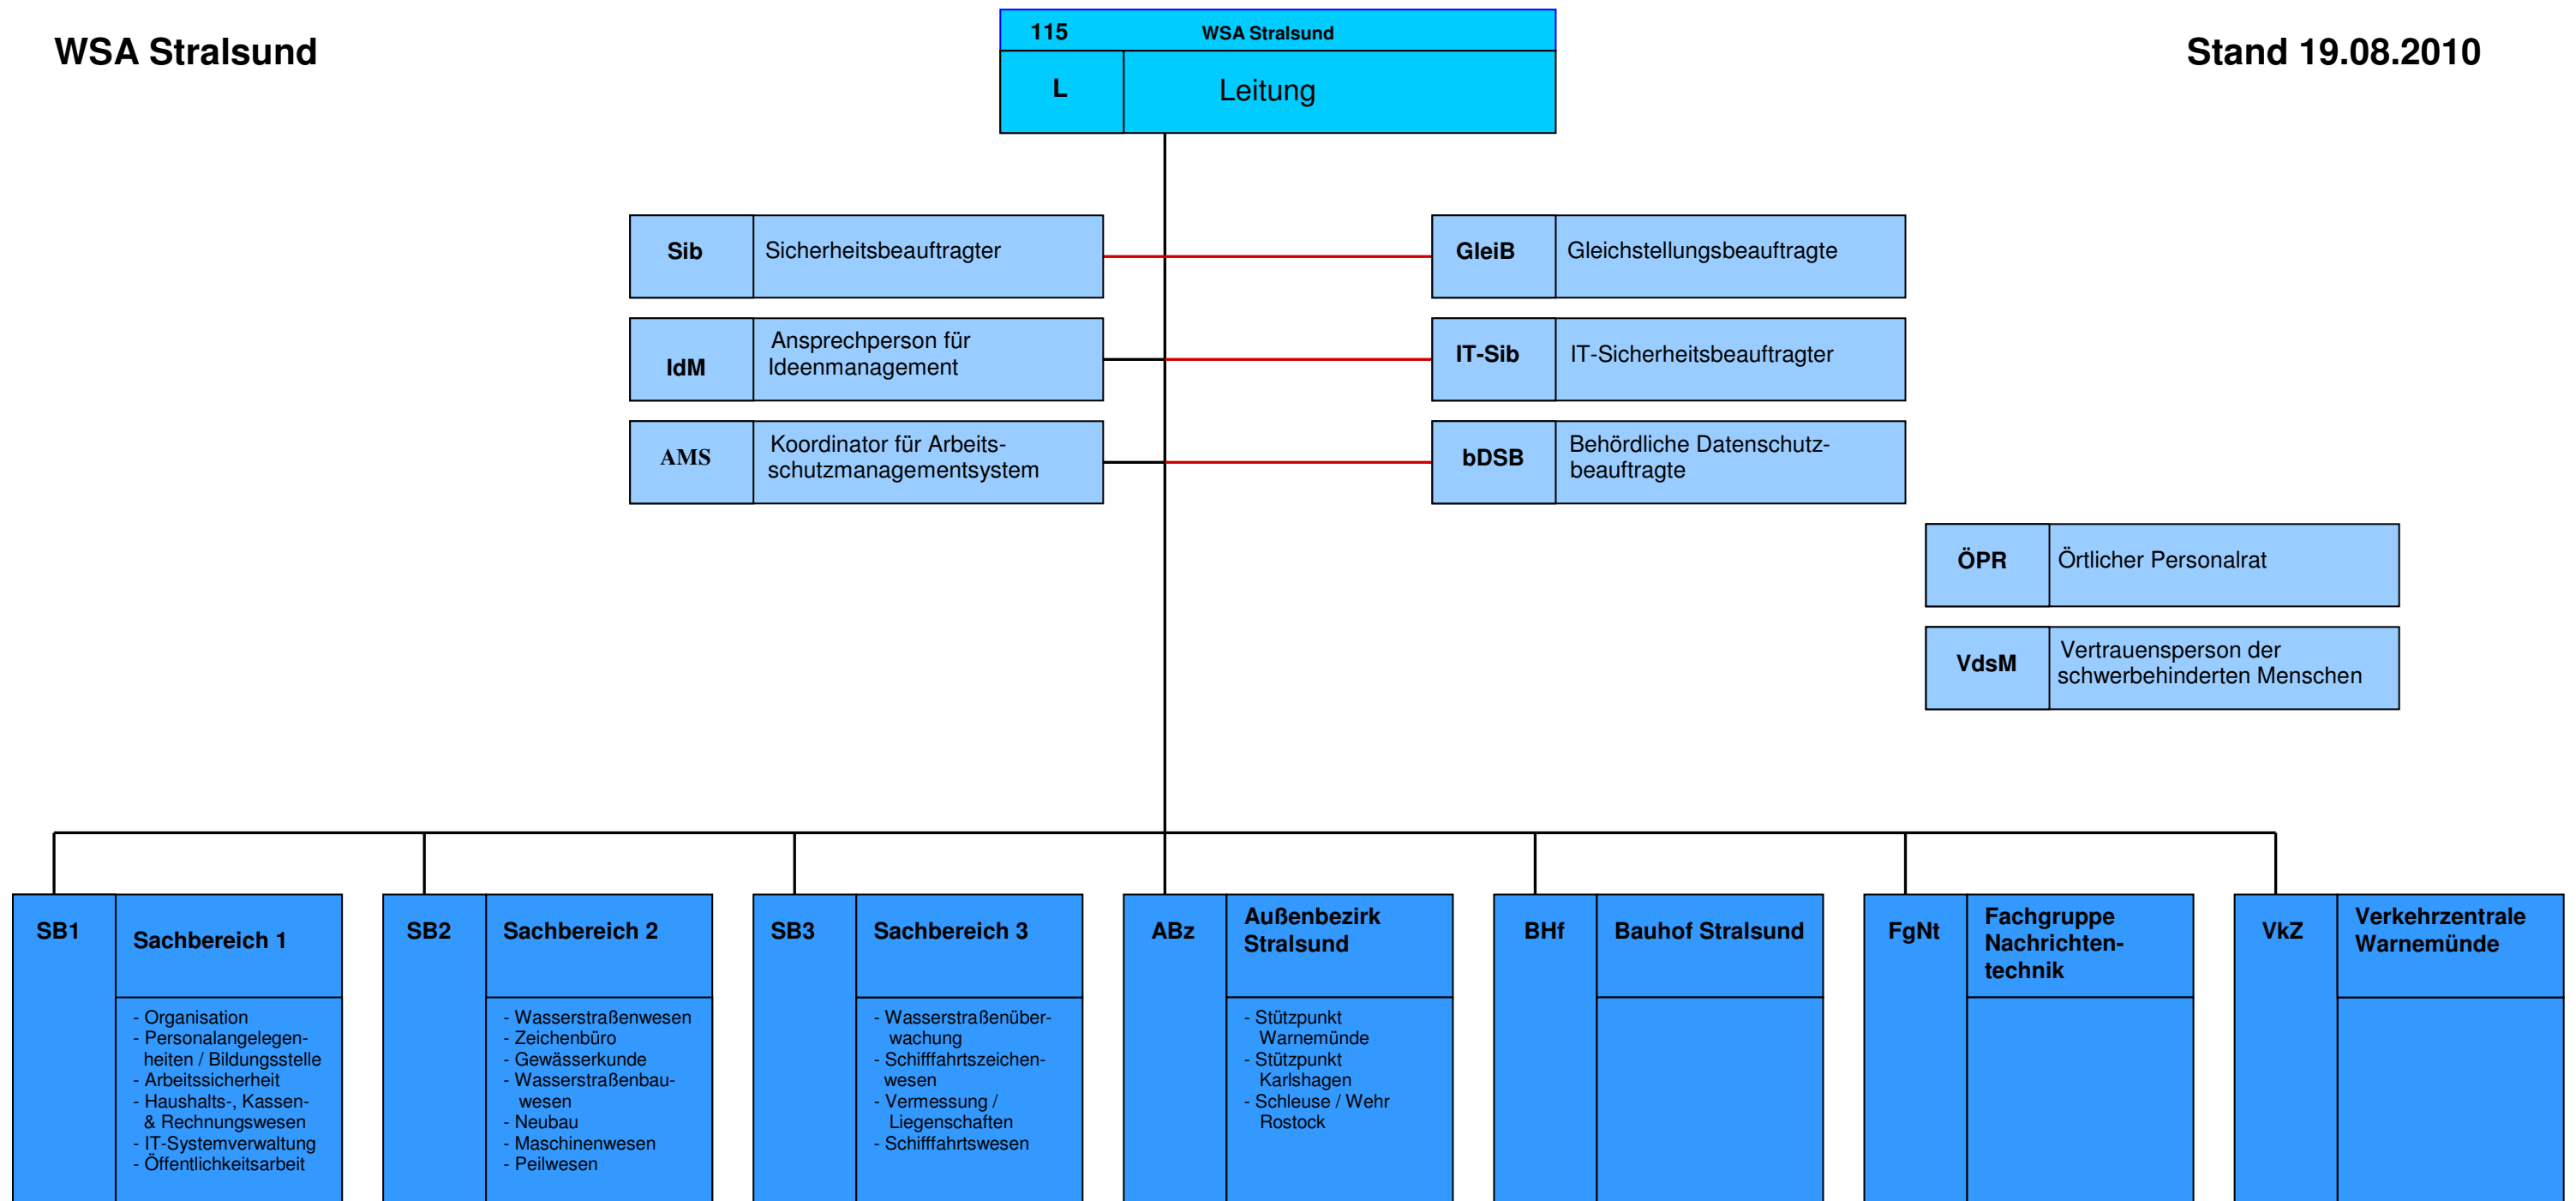 WSA Stralsund
115 WSA Stralsund
L Leitung
Stand 19.08.2010
Sib Sicherheitsbeauftragter
GleiB Gleichstellungsbeauftragte
IdM Ansprechperson für
Ideenmanagement
IT-Sib IT-Sicherheitsbeauftragter
AMS Koordinator für Arbeits-
schutzmanagementsystem
bDSB Behördliche Datenschutz-
beauftragte
ÖPR Örtlicher Personalrat
VdsM Vertrauensperson der
schwerbehinderten Menschen
SB1 Sachbereich 1
- Organisation
- Personalangelegen-
heiten / Bildungsstelle
- Arbeitssicherheit
- Haushalts-, Kassen-
& Rechnungswesen
- IT-Systemverwaltung
- Öffentlichkeitsarbeit
SB2 Sachbereich 2
- Wasserstraßenwesen
- Zeichenbüro
- Gewässerkunde
- Wasserstraßenbau-
wesen
- Neubau
- Maschinenwesen
- Peilwesen
SB3 Sachbereich 3
- Wasserstraßenüber-
wachung
- Schifffahrtszeichen-
wesen
- Vermessung /
Liegenschaften
- Schifffahrtswesen
ABz Außenbezirk
Stralsund
- Stützpunkt
Warnemünde
- Stützpunkt
Karlshagen
- Schleuse / Wehr
Rostock
BHf Bauhof Stralsund
FgNt Fachgruppe
Nachrichten-
technik
VkZ Verkehrzentrale
Warnemünde